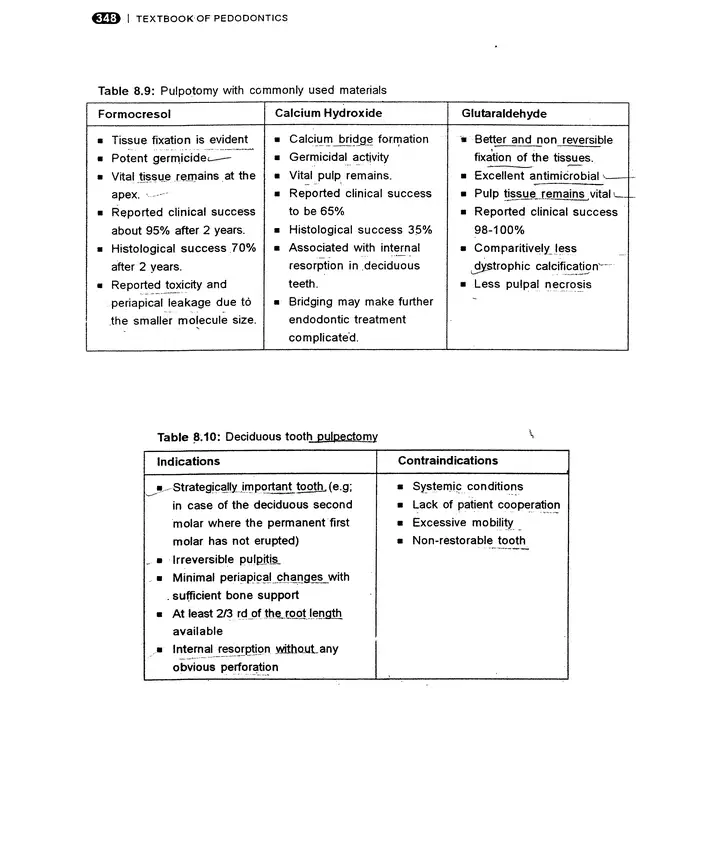 348 | TEXTBOOK OF PEDODONTICS
Table 8.9: Pulpotomy with commonly used materials
Formocresol
▪ Tissue fixation is evident
▪ Potent germicide
▪ Vital tissue remains at the
apex.
▪ Reported clinical success
about 95% after 2 years.
▪ Histological success 70%
after 2 years.
▪ Reported toxicity and
periapical leakage due to
the smaller molecule size.
Calcium Hydroxide
▪ Calcium bridge formation
▪ Germicidal activity
▪ Vital pulp remains.
▪ Reported clinical success
to be 65%
▪ Histological success 35%
▪ Associated with internal
resorption in deciduous
teeth.
▪ Bridging may make further
endodontic treatment
complicated.
Glutaraldehyde
▪ Better and non reversible
fixation of the tissues.
▪ Excellent antimicrobial
▪ Pulp tissue remains vital
▪ Reported clinical success
98-100%
▪ Comparitively less
dystrophic calcification
▪ Less pulpal necrosis
Table 8.10: Deciduous tooth pulpectomy
Indications
▪ Strategically important tooth (e.g;
in case of the deciduous second
molar where the permanent first
molar has not erupted)
▪ Irreversible pulpitis
▪ Minimal periapical changes with
sufficient bone support
▪ At least 2/3 rd of the root length
available
▪ Internal resorption without any
obvious perforation
Contraindications
▪ Systemic conditions
▪ Lack of patient cooperation
▪ Excessive mobility
▪ Non-restorable tooth